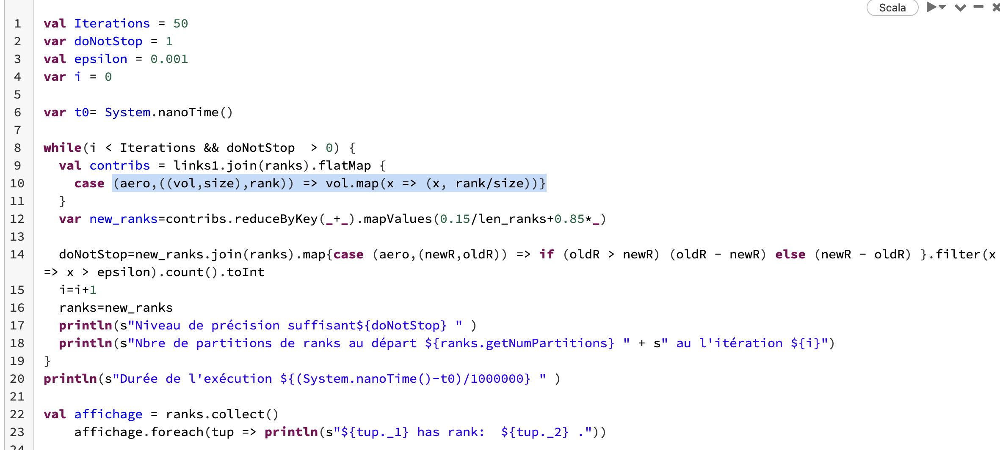 Scala
1 val Iterations = 50
2 var doNotStop = 1
3 val epsilon = 0.001
4 var i = 0
5
6 var t0= System.nanoTime()
7
8 while(i < Iterations && doNotStop  > 0) {
9   val contribs = links1.join(ranks).flatMap {
10     case (aero,((vol,size),rank)) => vol.map(x => (x, rank/size))}
11   }
12   var new_ranks=contribs.reduceByKey(_+_).mapValues(0.15/len_ranks+0.85*_)
13
14   doNotStop=new_ranks.join(ranks).map{case (aero,(newR,oldR)) => if (oldR > newR) (oldR - newR) else (newR - oldR) }.filter(x
=> x > epsilon).count().toInt
15   i=i+1
16   ranks=new_ranks
17   println(s"Niveau de précision suffisant${doNotStop} " )
18   println(s"Nbre de partitions de ranks au départ ${ranks.getNumPartitions} " + s" au l'itération ${i}")
19 }
20 println(s"Durée de l'exécution ${(System.nanoTime()-t0)/1000000} " )
21
22 val affichage = ranks.collect()
23     affichage.foreach(tup => println(s"${tup._1} has rank:  ${tup._2} ."))
24